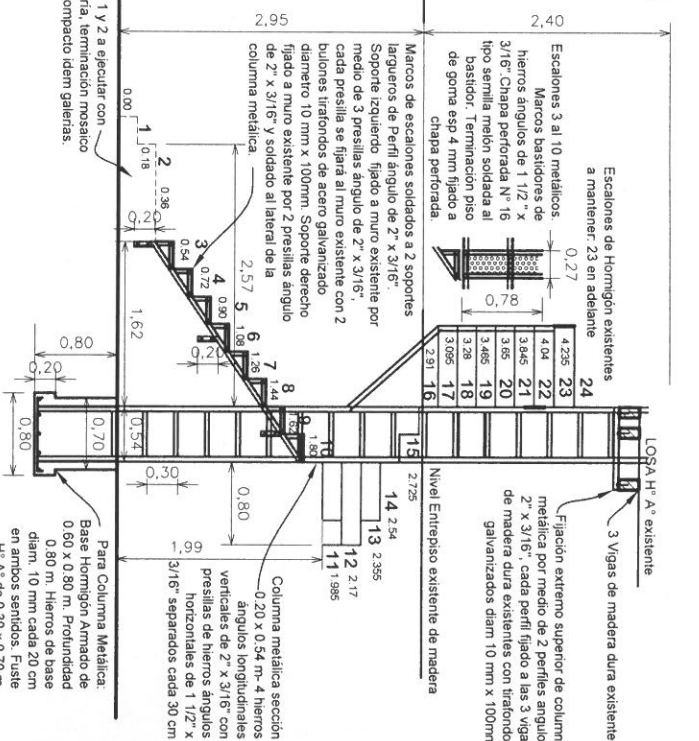 2,95
2,40
LOSA H° A° existente
3 Vigas de madera dura existente
Fijación extremo superior de column
metálica por medio de 2 perfiles angulo
2" x 3/16", cada perfil fijado a las 3 viga
de madera dura existentes con tirafondo
galvanizados diam 10 mm x 100mm
Escalones de Hormigón existentes
a mantener: 23 en adelante
Escalones 3 al 10 metálicos.
Marcos bastidores de
hierros ángulos de 1 1/2 " x
3/16".Chapa perforada N° 16
tipo semilla melón soldada al
bastidor. Terminación piso
de goma esp 4 mm fijado a
chapa perforada.
0,27
0,78
24
4.235 23
4.04 22
3.845 21
3.65 20
3.465 19
3.28 18
3.095 17
2.91 16
15 2.725
Nivel Entrepiso existente de madera
14 2.54
13 2.355
12 2.17
11 1.985
Marcos de escalones soldados a 2 soportes
largueros de Perfil ángulo de 2" x 3/16".
Soporte izquierdo fijado a muro existente por
medio de 3 presillas ángulo de 2" x 3/16",
cada presilla se fijará al muro existente con 2
bulones tirafondos de acero galvanizado
diametro 10 mm x 100mm. Soporte derecho
fijado a muro existente por 2 presillas ángulo
de 2" x 3/16" y soldado al lateral de la
columna metálica.
2,57
0.00
1
0.18
2
0.36
3
0.54
4
0.72
5
0.90
6
1.08
7
1.26
8
1.44
9
1.62
10
1.80
0,20
0,20
1,62
0,54
0,30
0,80
1,99
Columna metálica sección
0.20 x 0.54 m- 4 hierros
ángulos longitudinales
verticales de 2" x 3/16" con
presillas de hierros ángulos
horizontales de 1 1/2" x
3/16" separados cada 30 cm
1 y 2 a ejecutar con
ría, terminación mosaico
ompacto idem galerías.
0,80
0,20
0,70
0,80
Para Columna Metálica:
Base Hormigón Armado de
0.60 x 0.80 m. Profundidad
0.80 m. Hierros de base
diam. 10 mm cada 20 cm
en ambos sentidos. Fuste
H° A° de 0.30 x 0.70 m